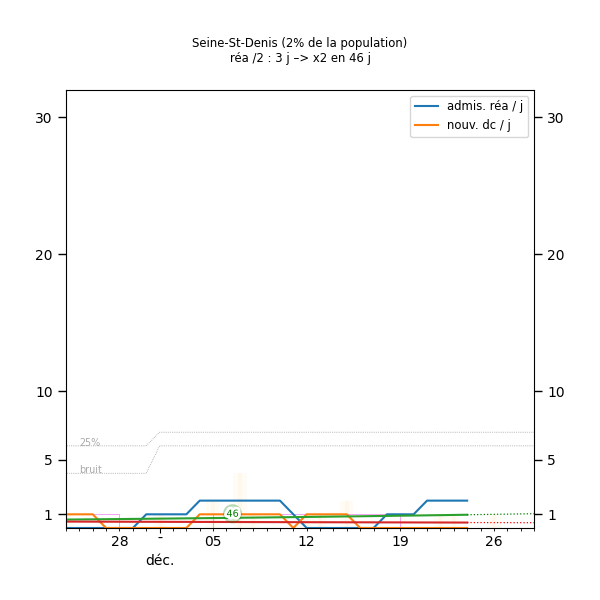 Seine-St-Denis (2% de la population)
réa /2 : 3 j –> x2 en 46 j
admis. réa / j
nouv. dc / j
30 30
20 20
10 10
25%
5 5
bruit
46
1 1
28 - 05 12 19 26
déc.